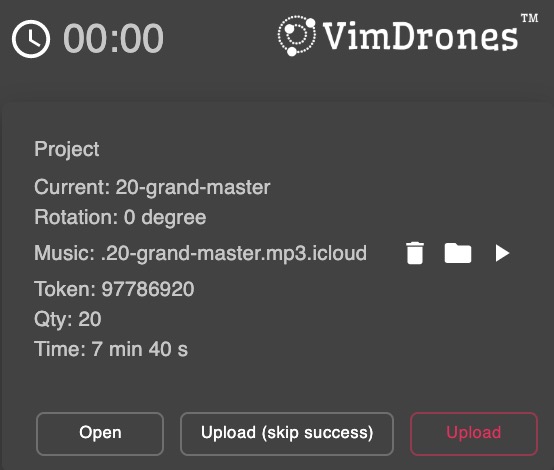 00:00
VimDrones™
Project
Current: 20-grand-master
Rotation: 0 degree
Music: .20-grand-master.mp3.icloud
Token: 97786920
Qty: 20
Time: 7 min 40 s
Open
Upload (skip success)
Upload